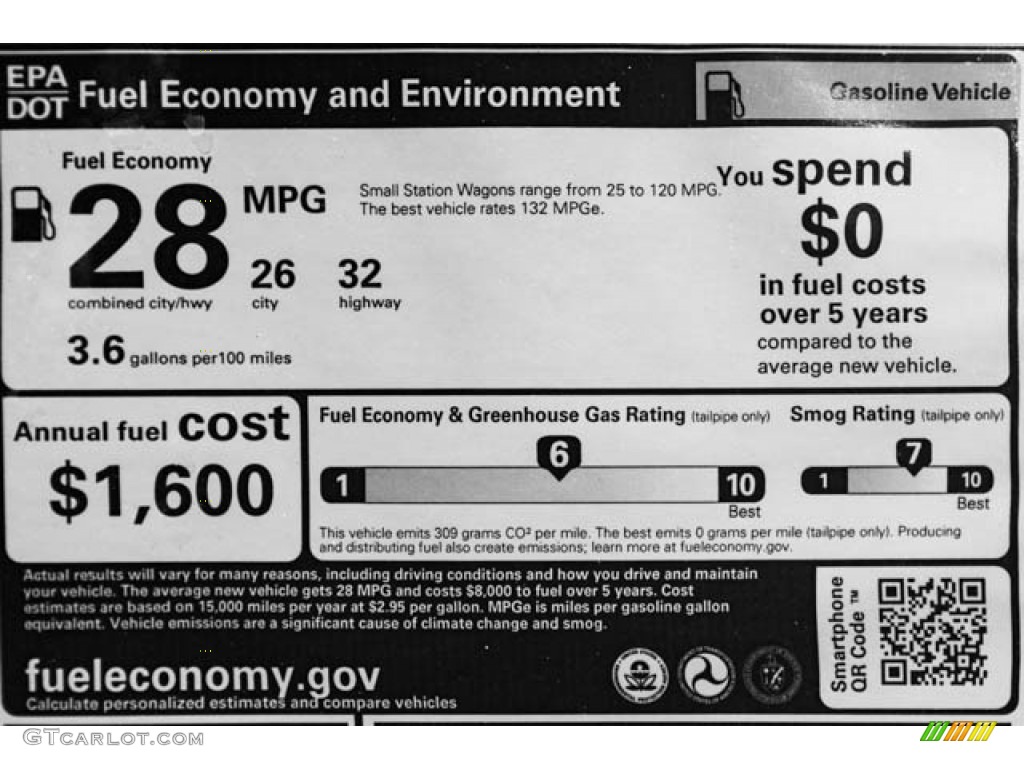 EPA
DOT Fuel Economy and Environment
Gasoline Vehicle
Fuel Economy
28 MPG
combined city/hwy
26
city
32
highway
3.6 gallons per100 miles
Small Station Wagons range from 25 to 120 MPG.
The best vehicle rates 132 MPGe.
You spend
$0
in fuel costs
over 5 years
compared to the
average new vehicle.
Annual fuel cost
$1,600
Fuel Economy & Greenhouse Gas Rating (tailpipe only)
6
1
10
Best
Smog Rating (tailpipe only)
7
1
10
Best
This vehicle emits 309 grams CO² per mile. The best emits 0 grams per mile (tailpipe only). Producing
and distributing fuel also create emissions; learn more at fueleconomy.gov.
Actual results will vary for many reasons, including driving conditions and how you drive and maintain
your vehicle. The average new vehicle gets 28 MPG and costs $8,000 to fuel over 5 years. Cost
estimates are based on 15,000 miles per year at $2.95 per gallon. MPGe is miles per gasoline gallon
equivalent. Vehicle emissions are a significant cause of climate change and smog.
fueleconomy.gov
Calculate personalized estimates and compare vehicles
Smartphone
QR Code ™
GTcarlot.com